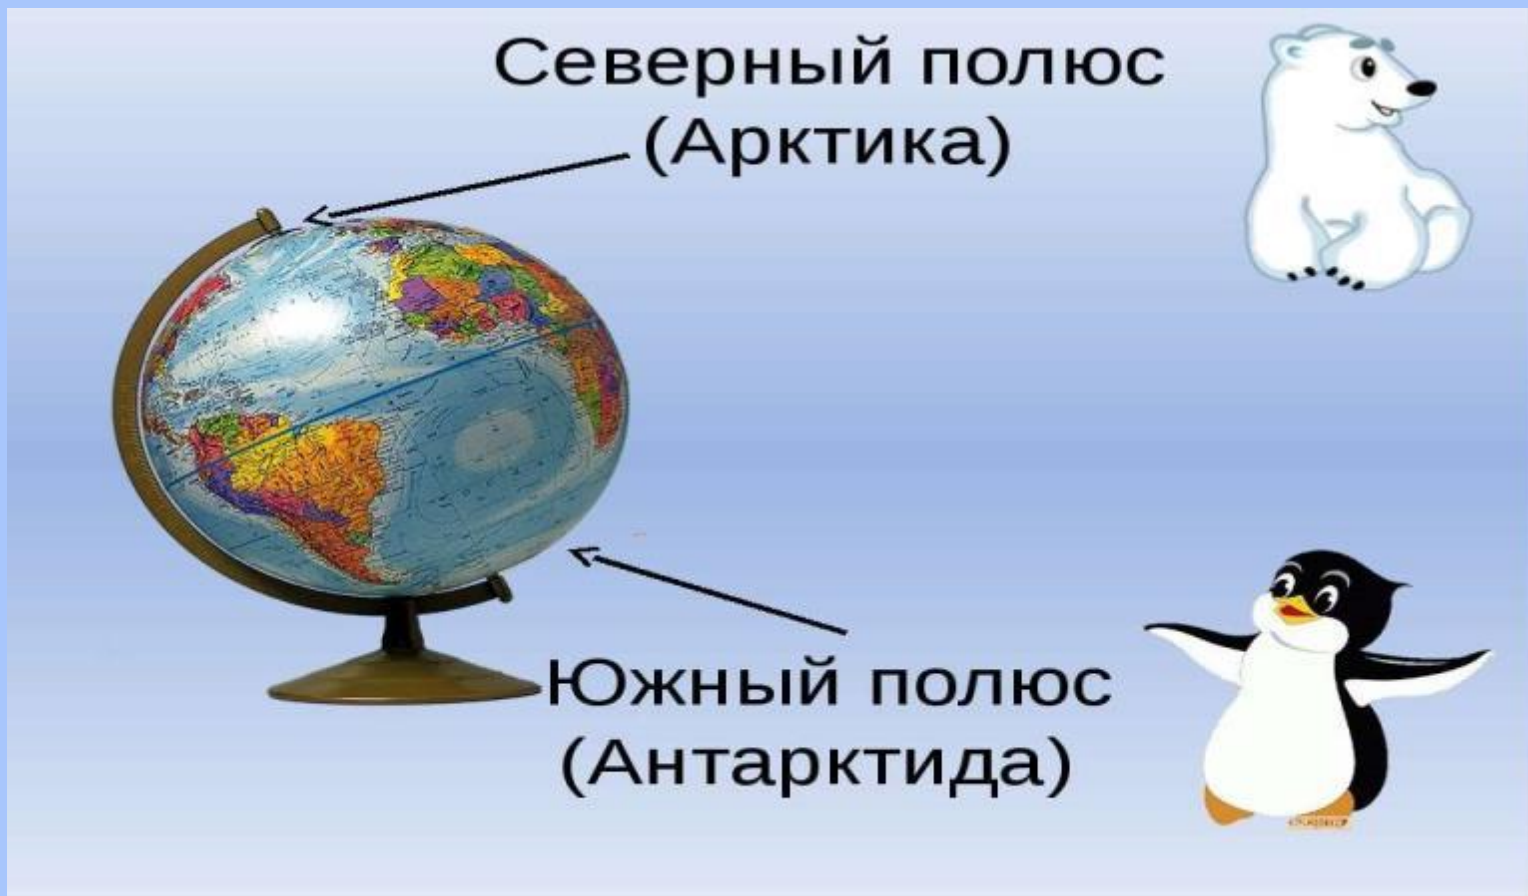 Северный полюс
(Арктика)
Южный полюс
(Антарктида)